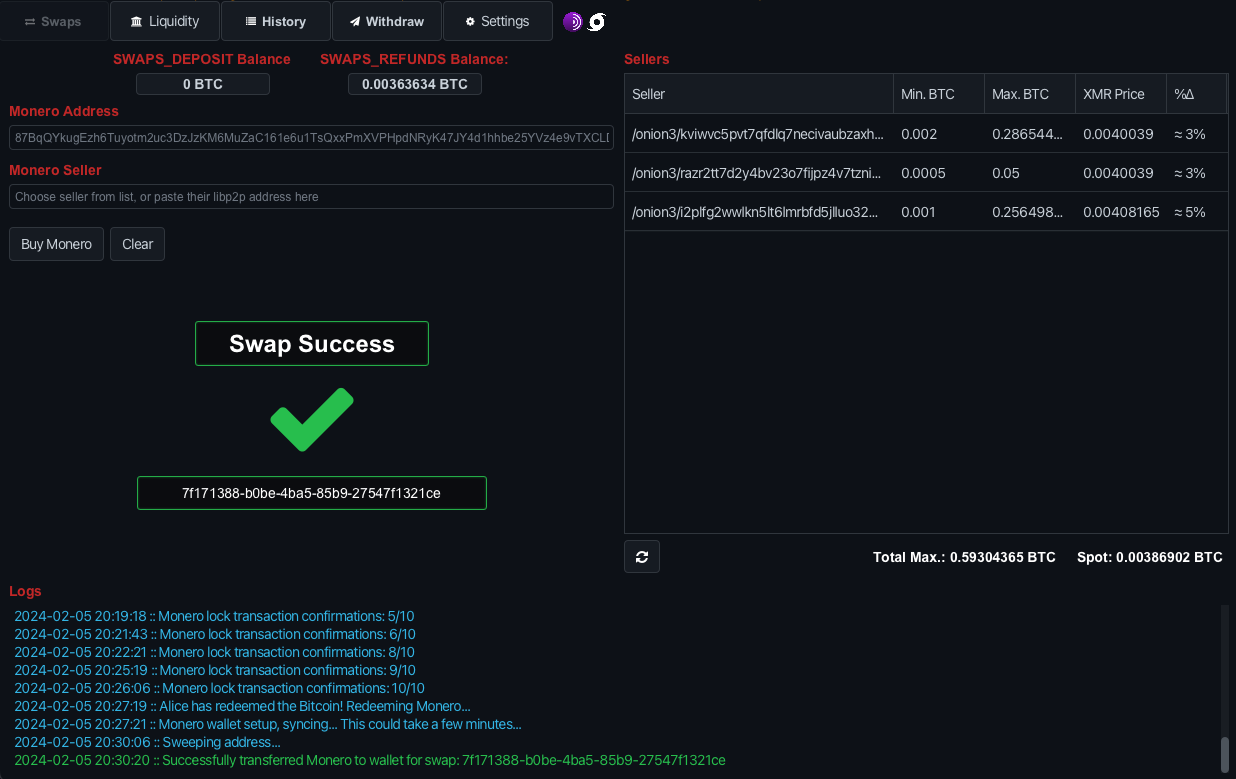 Swaps
Liquidity
History
Withdraw
Settings
SWAPS_DEPOSIT Balance
0 BTC
SWAPS_REFUNDS Balance:
0.00363634 BTC
Monero Address
87BqQYkugEzh6Tuyotm2uc3DzJzKM6MuZaC161e6u1TsQxxPmXVPHpdNRyK47JY4d1hhbe25YVz4e9vTXCLD
Monero Seller
Choose seller from list, or paste their libp2p address here
Buy Monero
Clear
Swap Success
7f171388-b0be-4ba5-85b9-27547f1321ce
Sellers
Seller Min. BTC Max. BTC XMR Price %Δ
/onion3/kviwvc5pvt7qfdlq7necivaubzaxh... 0.002 0.286544... 0.0040039 ≈ 3%
/onion3/razr2tt7d2y4bv23o7fijpz4v7tzni... 0.0005 0.05 0.0040039 ≈ 3%
/onion3/i2plfg2wwlkn5lt6lmrbfd5jlluo32... 0.001 0.256498... 0.00408165 ≈ 5%
Total Max.: 0.59304365 BTC Spot: 0.00386902 BTC
Logs
2024-02-05 20:19:18 :: Monero lock transaction confirmations: 5/10
2024-02-05 20:21:43 :: Monero lock transaction confirmations: 6/10
2024-02-05 20:22:21 :: Monero lock transaction confirmations: 8/10
2024-02-05 20:25:19 :: Monero lock transaction confirmations: 9/10
2024-02-05 20:26:06 :: Monero lock transaction confirmations: 10/10
2024-02-05 20:27:19 :: Alice has redeemed the Bitcoin! Redeeming Monero...
2024-02-05 20:27:21 :: Monero wallet setup, syncing... This could take a few minutes...
2024-02-05 20:30:06 :: Sweeping address...
2024-02-05 20:30:20 :: Successfully transferred Monero to wallet for swap: 7f171388-b0be-4ba5-85b9-27547f1321ce